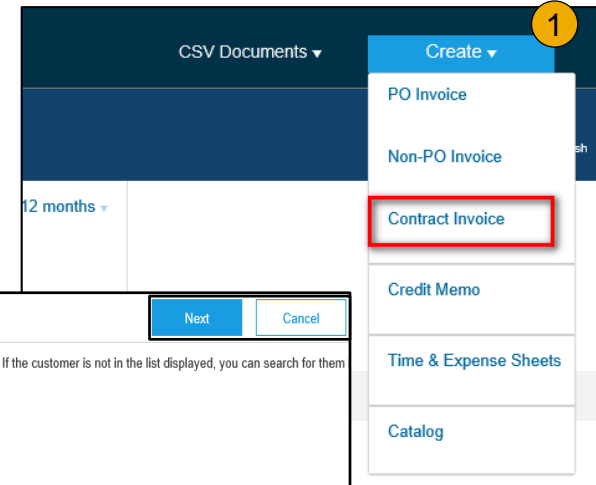 1
CSV Documents ▾ Create ▾
PO Invoice
Non-PO Invoice
sh
12 months ▾
Contract Invoice
Credit Memo
Next Cancel
If the customer is not in the list displayed, you can search for them
Time & Expense Sheets
Catalog